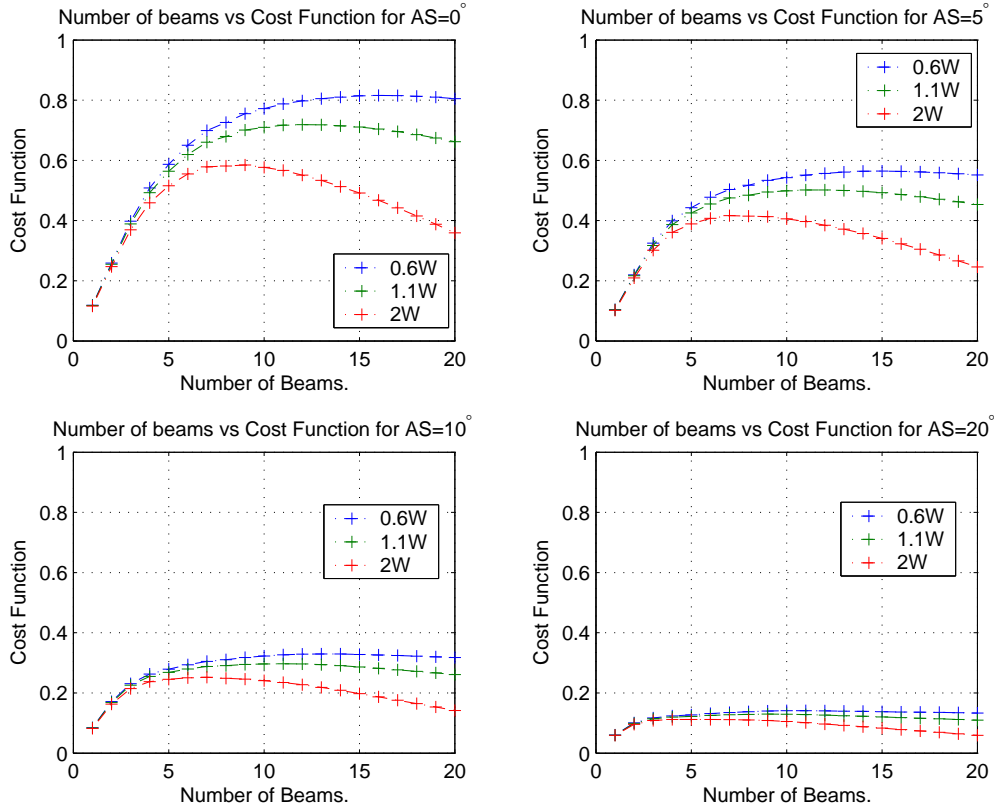 Number of beams vs Cost Function for AS=0°
1
0.8
0.6
0.4
0.2
0
Cost Function
0.6W
1.1W
2W
0 5 10 15 20
Number of Beams.
Number of beams vs Cost Function for AS=5°
1
0.8
0.6
0.4
0.2
0
Cost Function
0.6W
1.1W
2W
0 5 10 15 20
Number of Beams.
Number of beams vs Cost Function for AS=10°
1
0.8
0.6
0.4
0.2
0
Cost Function
0.6W
1.1W
2W
0 5 10 15 20
Number of Beams.
Number of beams vs Cost Function for AS=20°
1
0.8
0.6
0.4
0.2
0
Cost Function
0.6W
1.1W
2W
0 5 10 15 20
Number of Beams.